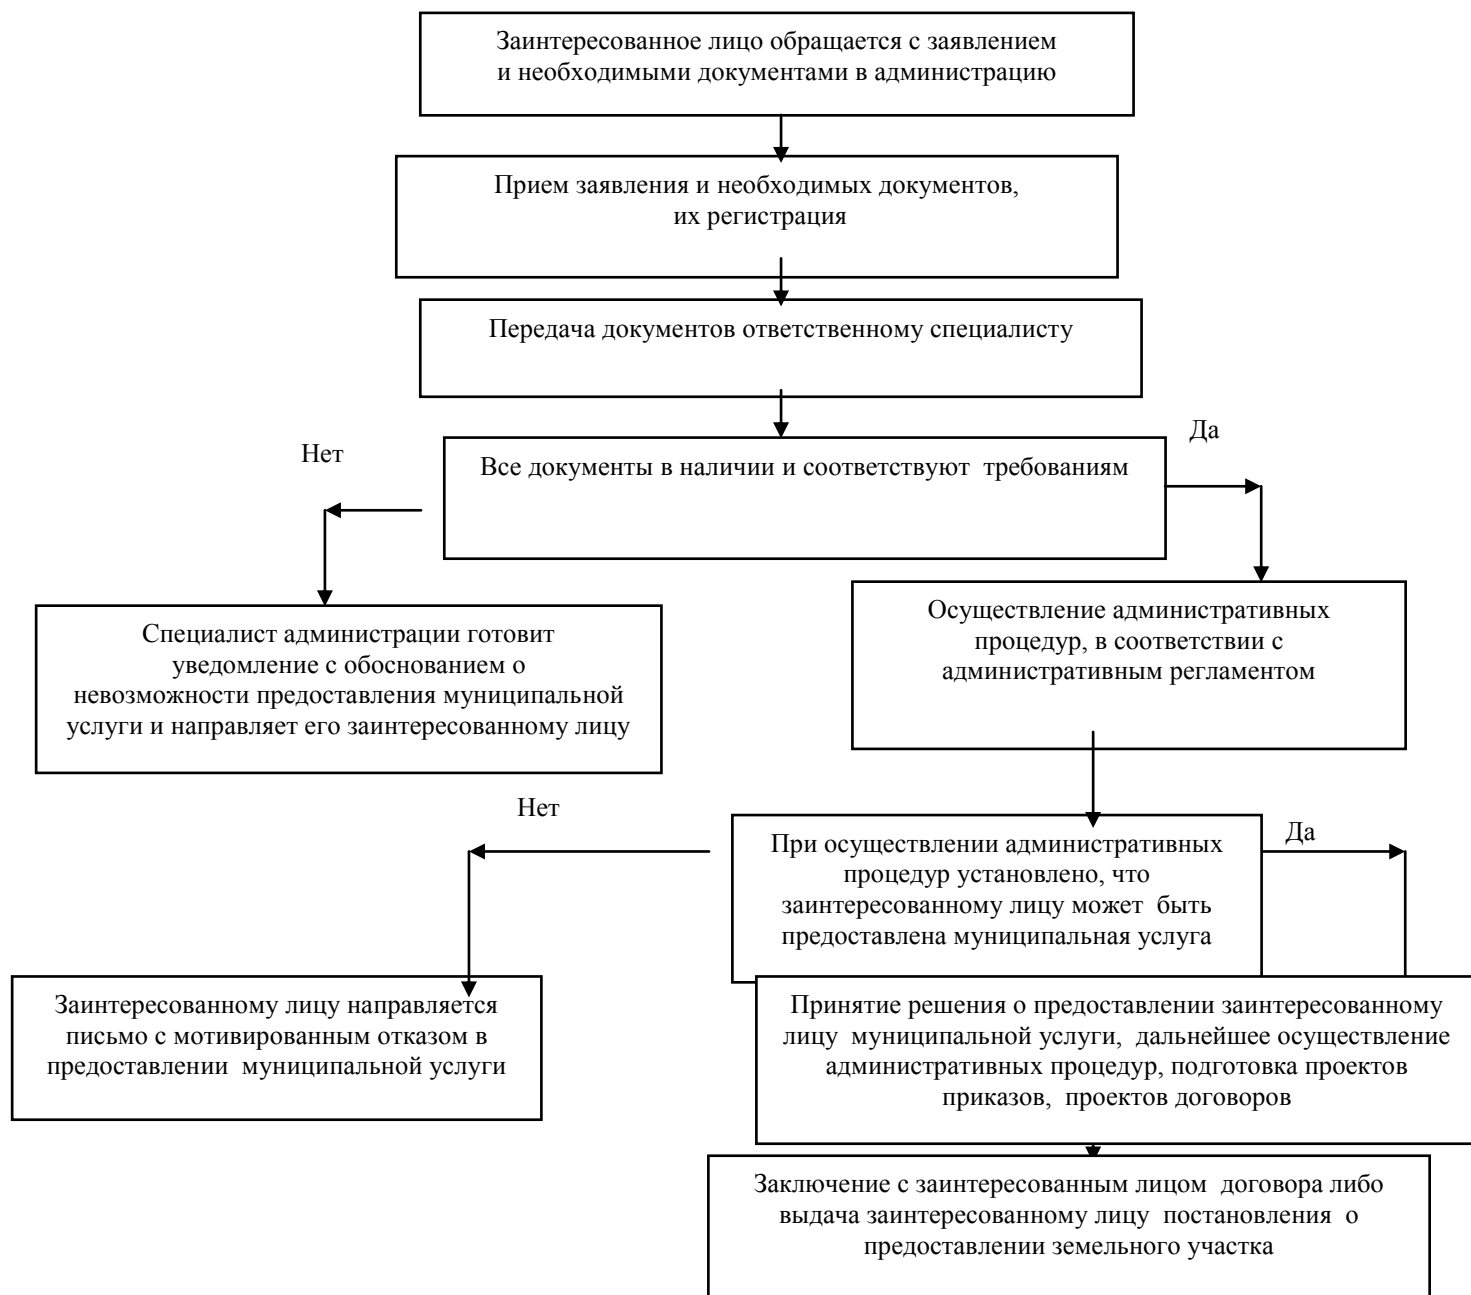 Заинтересованное лицо обращается с заявлением
и необходимыми документами в администрацию
Прием заявления и необходимых документов,
их регистрация
Передача документов ответственному специалисту
Нет
Да
Все документы в наличии и соответствуют требованиям
Специалист администрации готовит
уведомление с обоснованием о
невозможности предоставления муниципальной
услуги и направляет его заинтересованному лицу
Осуществление административных
процедур, в соответствии с
административным регламентом
Нет
Да
При осуществлении административных
процедур установлено, что
заинтересованному лицу может быть
предоставлена муниципальная услуга
Заинтересованному лицу направляется
письмо с мотивированным отказом в
предоставлении муниципальной услуги
Принятие решения о предоставлении заинтересованному
лицу муниципальной услуги, дальнейшее осуществление
административных процедур, подготовка проектов
приказов, проектов договоров
Заключение с заинтересованным лицом договора либо
выдача заинтересованному лицу постановления о
предоставлении земельного участка